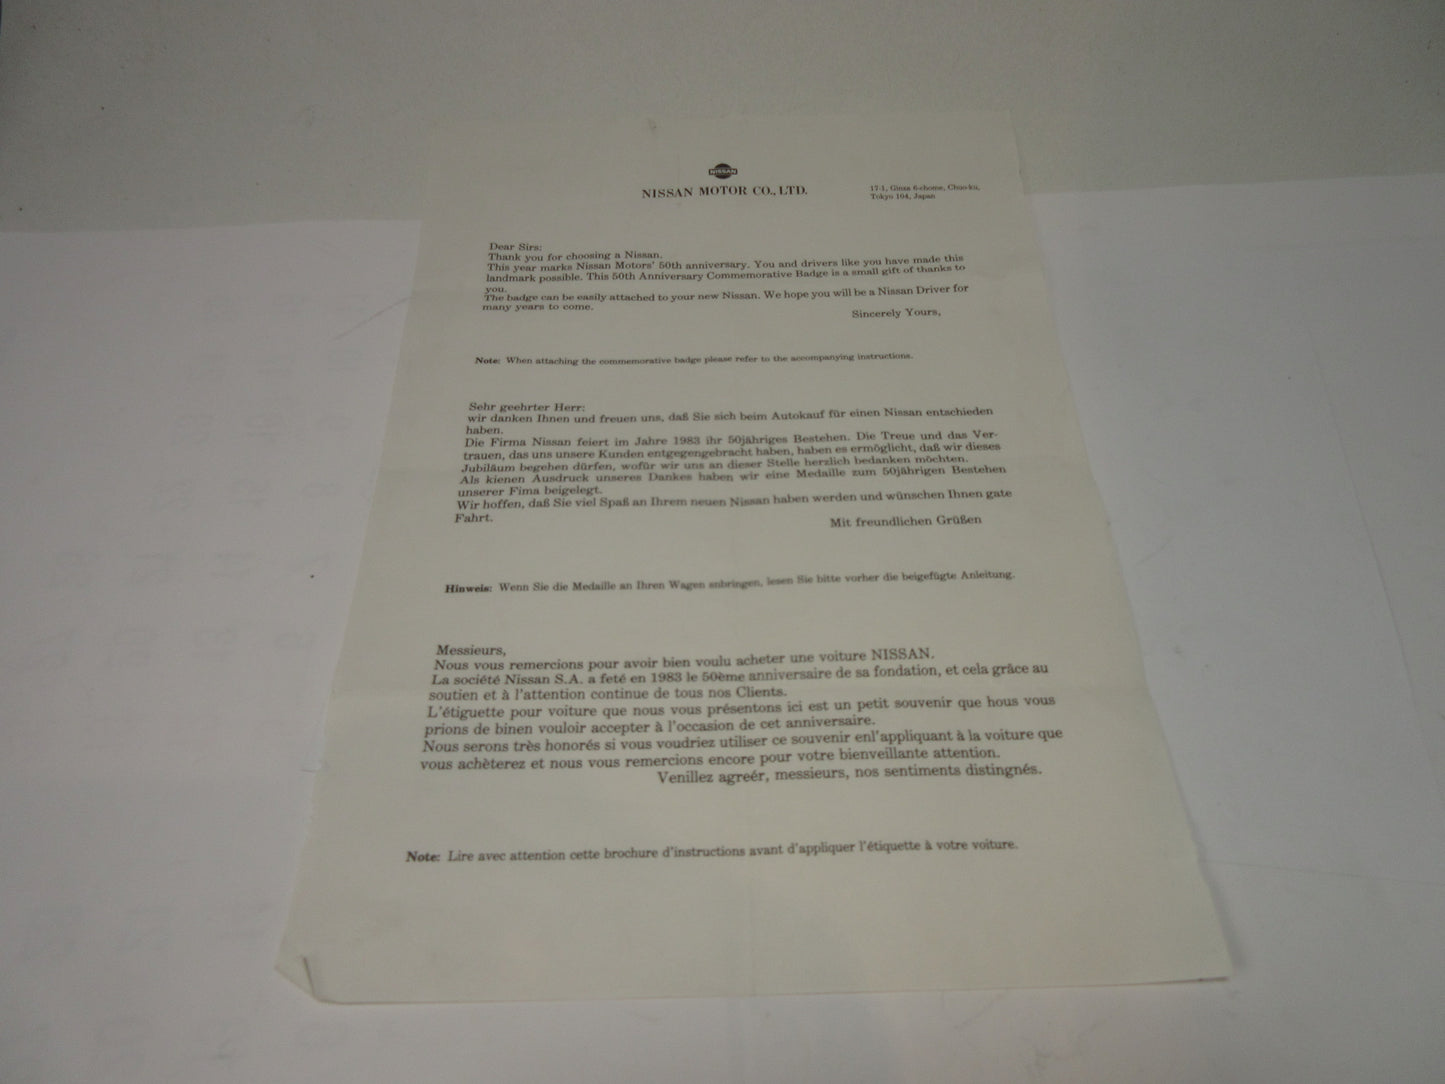 NISSAN
NISSAN MOTOR CO., LTD.
17-1, Ginza 6-chome, Chuo-ku,
Tokyo 104, Japan
Dear Sirs:
Thank you for choosing a Nissan.
This year marks Nissan Motors' 50th anniversary. You and drivers like you have made this
landmark possible. This 50th Anniversary Commemorative Badge is a small gift of thanks to
you.
The badge can be easily attached to your new Nissan. We hope you will be a Nissan Driver for
many years to come.
Sincerely Yours,
Note: When attaching the commemorative badge please refer to the accompanying instructions.
Sehr geehrter Herr:
wir danken Ihnen und freuen uns, daß Sie sich beim Autokauf für einen Nissan entschieden
haben.
Die Firma Nissan feiert im Jahre 1983 ihr 50jähriges Bestehen. Die Treue und das Ver-
trauen, das uns unsere Kunden entgegengebracht haben, haben es ermöglicht, daß wir dieses
Jubiläum begehen dürfen, wofür wir uns an dieser Stelle herzlich bedanken möchten.
Als kienen Ausdruck unseres Dankes haben wir eine Medaille zum 50jährigen Bestehen
unserer Fima beigelegt.
Wir hoffen, daß Sie viel Spaß an Ihrem neuen Nissan haben werden und wünschen Ihnen gate
Fahrt.
Mit freundlichen Grüßen
Hinweis: Wenn Sie die Medaille an Ihren Wagen anbringen, lesen Sie bitte vorher die beigefügte Anleitung.
Messieurs,
Nous vous remercions pour avoir bien voulu acheter une voiture NISSAN.
La société Nissan S.A. a feté en 1983 le 50ème anniversaire de sa fondation, et cela grâce au
soutien et à l'attention continue de tous nos Clients.
L'étiguette pour voiture que nous vous présentons ici est un petit souvenir que hous vous
prions de binen vouloir accepter à l'occasion de cet anniversaire.
Nous serons très honorés si vous voudriez utiliser ce souvenir enl'appliquant à la voiture que
vous achèterez et nous vous remercions encore pour votre bienveillante attention.
Venillez agreér, messieurs, nos sentiments distingnés.
Note: Lire avec attention cette brochure d'instructions avant d'appliquer l'étiquette à votre voiture.